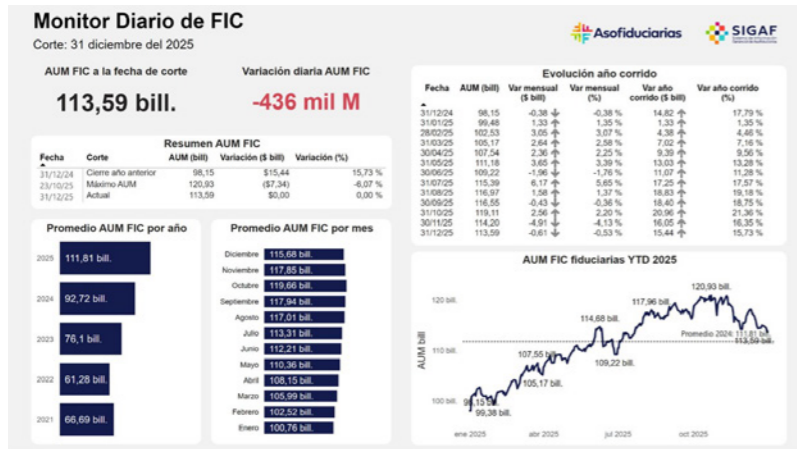 Monitor Diario de FIC
Corte: 31 diciembre del 2025
Asofiduciarias
SIGAF
AUM FIC a la fecha de corte
113,59 bill.
Variación diaria AUM FIC
-436 mil M
Resumen AUM FIC
Fecha Corte AUM (bill) Variación ($ bill) Variación (%)
31/12/24 Cierre año anterior 98,15 $15,44 15,73 %
23/10/25 Máximo AUM 120,93 ($7,34) -6,07 %
31/12/25 Actual 113,59 $0,00 0,00 %
Promedio AUM FIC por año
2025 111,81 bill.
2024 92,72 bill.
2023 76,1 bill.
2022 61,28 bill.
2021 66,69 bill.
Promedio AUM FIC por mes
Diciembre 115,68 bill.
Noviembre 117,85 bill.
Octubre 119,66 bill.
Septiembre 117,94 bill.
Agosto 117,01 bill.
Julio 113,31 bill.
Junio 112,21 bill.
Mayo 110,36 bill.
Abril 108,15 bill.
Marzo 105,99 bill.
Febrero 102,52 bill.
Enero 100,76 bill.
Evolución año corrido
Fecha AUM (bill) Var mensual ($ bill) Var mensual (%) Var año corrido ($ bill) Var año corrido (%)
31/12/24 98,15 -0,38 ↓ -0,38 % 14,82 ↑ 17,79 %
31/01/25 99,48 1,33 ↑ 1,35 % 1,33 ↑ 1,35 %
28/02/25 102,53 3,05 ↑ 3,07 % 4,38 ↑ 4,46 %
31/03/25 105,17 2,64 ↑ 2,58 % 7,02 ↑ 7,16 %
30/04/25 107,54 2,36 ↑ 2,25 % 9,39 ↑ 9,56 %
31/05/25 111,18 3,65 ↑ 3,39 % 13,03 ↑ 13,28 %
30/06/25 109,22 -1,96 ↓ -1,76 % 11,07 ↑ 11,28 %
31/07/25 115,39 6,17 ↑ 5,65 % 17,25 ↑ 17,57 %
31/08/25 116,97 1,58 ↑ 1,37 % 18,83 ↑ 19,18 %
30/09/25 116,55 -0,43 ↓ -0,36 % 18,40 ↑ 18,75 %
31/10/25 119,11 2,56 ↑ 2,20 % 20,96 ↑ 21,36 %
30/11/25 114,20 -4,91 ↓ -4,13 % 16,05 ↑ 16,35 %
31/12/25 113,59 -0,61 ↓ -0,53 % 15,44 ↑ 15,73 %
AUM FIC fiduciarias YTD 2025
AUM bill
120 bill.
110 bill.
100 bill.
120,93 bill.
117,96 bill.
114,68 bill.
Promedio 2024: 111,81 bill.
113,59 bill.
107,55 bill.
109,22 bill.
105,17 bill.
98,15 bill.
99,38 bill.
ene 2025 abr 2025 jul 2025 oct 2025